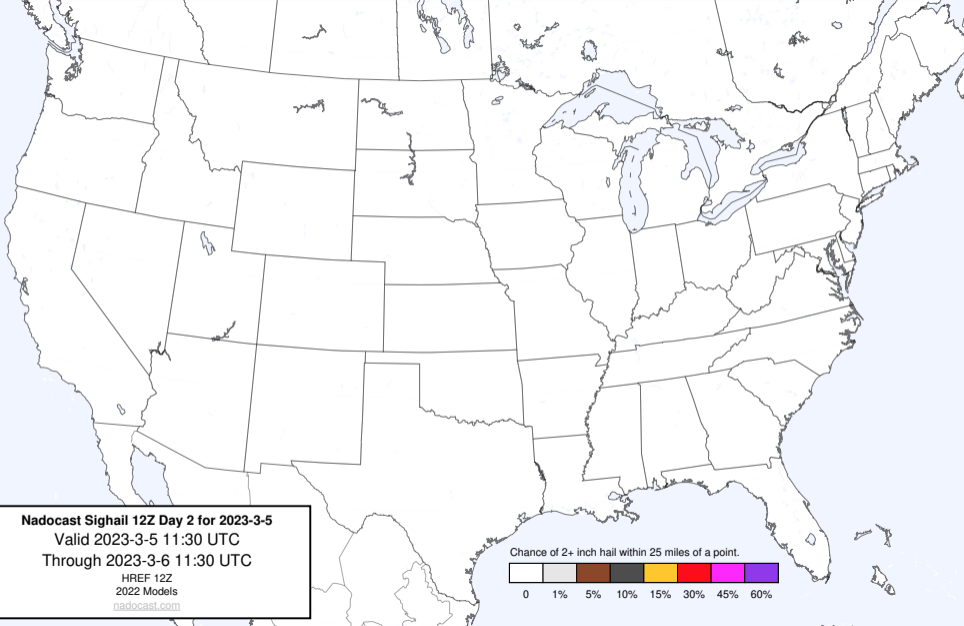 Nadocast Sighail 12Z Day 2 for 2023-3-5
Valid 2023-3-5 11:30 UTC
Through 2023-3-6 11:30 UTC
HREF 12Z
2022 Models
nadocast.com
Chance of 2+ inch hail within 25 miles of a point.
0 1% 5% 10% 15% 30% 45% 60%